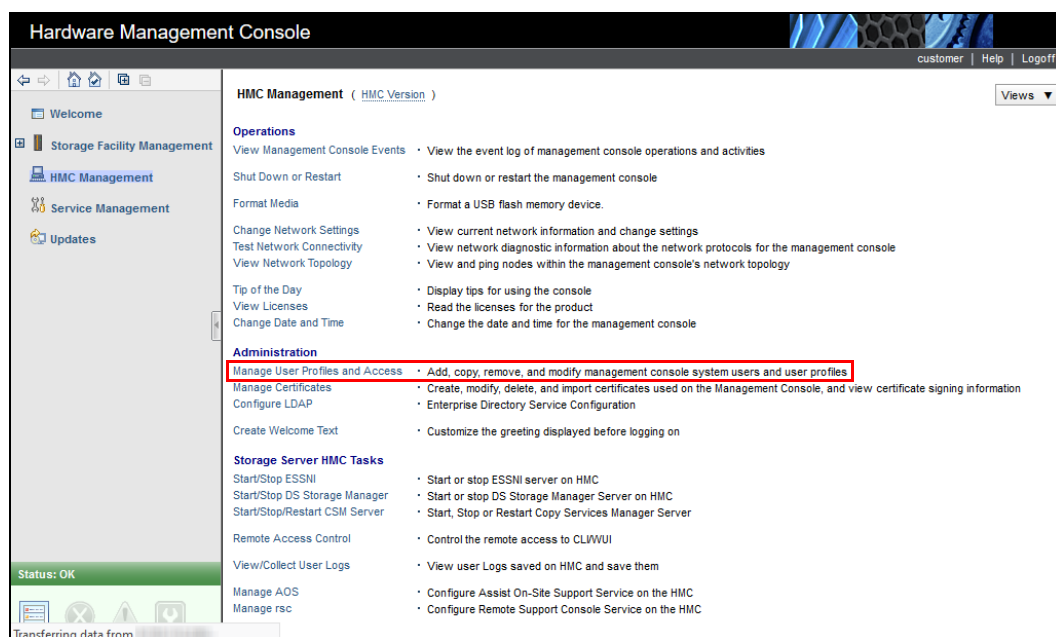 Hardware Management Console
customer | Help | Logoff
HMC Management ( HMC Version )
Views ▼
Welcome
Storage Facility Management
HMC Management
Service Management
Updates
Operations
View Management Console Events · View the event log of management console operations and activities
Shut Down or Restart · Shut down or restart the management console
Format Media · Format a USB flash memory device.
Change Network Settings · View current network information and change settings
Test Network Connectivity · View network diagnostic information about the network protocols for the management console
View Network Topology · View and ping nodes within the management console's network topology
Tip of the Day · Display tips for using the console
View Licenses · Read the licenses for the product
Change Date and Time · Change the date and time for the management console
Administration
Manage User Profiles and Access · Add, copy, remove, and modify management console system users and user profiles
Manage Certificates · Create, modify, delete, and import certificates used on the Management Console, and view certificate signing information
Configure LDAP · Enterprise Directory Service Configuration
Create Welcome Text · Customize the greeting displayed before logging on
Storage Server HMC Tasks
Start/Stop ESSNI · Start or stop ESSNI server on HMC
Start/Stop DS Storage Manager · Start or stop DS Storage Manager Server on HMC
Start/Stop/Restart CSM Server · Start, Stop or Restart Copy Services Manager Server
Remote Access Control · Control the remote access to CLI/WUI
View/Collect User Logs · View user Logs saved on HMC and save them
Manage AOS · Configure Assist On-Site Support Service on the HMC
Manage rsc · Configure Remote Support Console Service on the HMC
Status: OK
Transferring data from